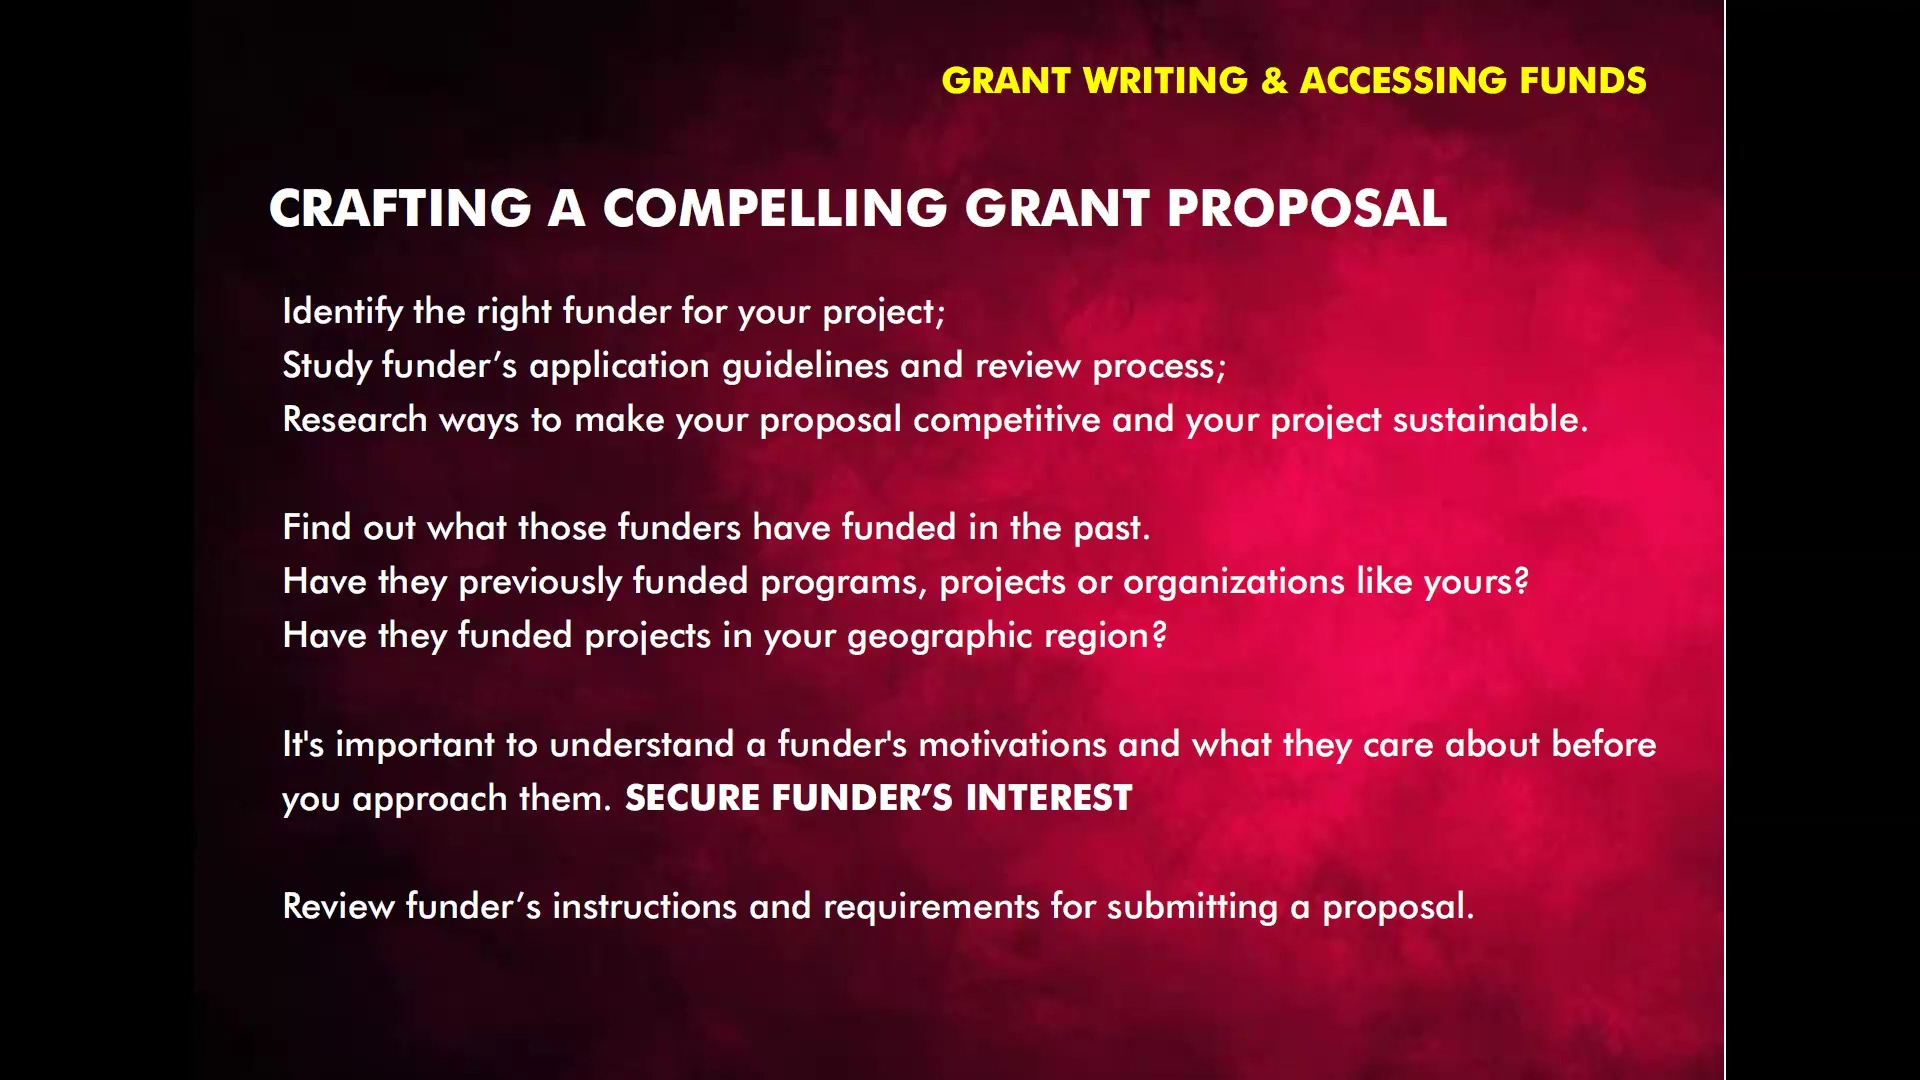 GRANT WRITING & ACCESSING FUNDS
CRAFTING A COMPELLING GRANT PROPOSAL
Identify the right funder for your project;
Study funder’s application guidelines and review process;
Research ways to make your proposal competitive and your project sustainable.
Find out what those funders have funded in the past.
Have they previously funded programs, projects or organizations like yours?
Have they funded projects in your geographic region?
It's important to understand a funder's motivations and what they care about before
you approach them. SECURE FUNDER’S INTEREST
Review funder’s instructions and requirements for submitting a proposal.